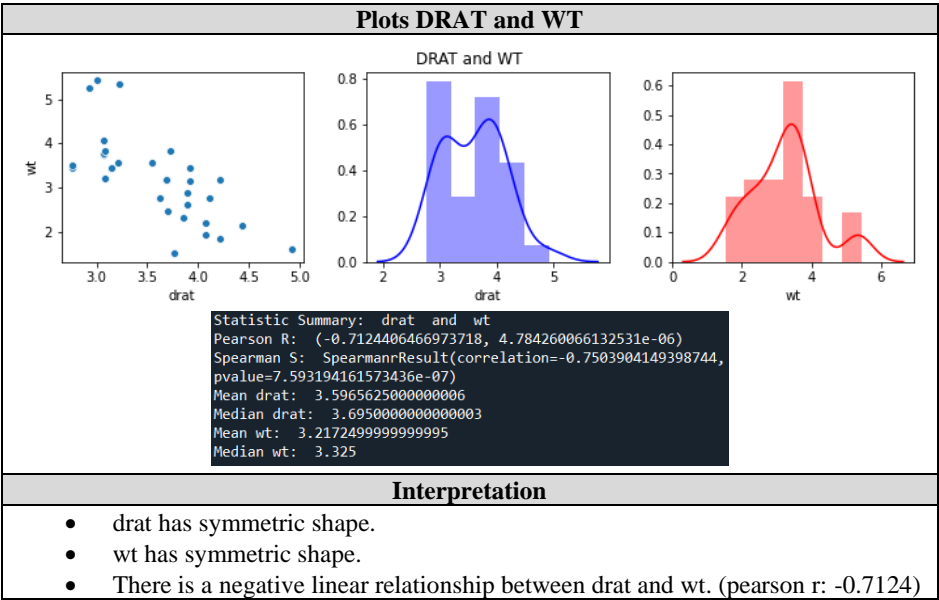 Plots DRAT and WT
DRAT and WT
5
4
3
2
wt
3.0 3.5 4.0 4.5 5.0
drat
0.8
0.6
0.4
0.2
0.0
2 3 4 5
drat
0.6
0.5
0.4
0.3
0.2
0.1
0.0
0 2 4 6
wt
Statistic Summary: drat and wt
Pearson R: (-0.7124406466973718, 4.784260066132531e-06)
Spearman S: SpearmanrResult(correlation=-0.7503904149398744,
pvalue=7.593194161573436e-07)
Mean drat: 3.5965625000000006
Median drat: 3.6950000000000003
Mean wt: 3.2172499999999995
Median wt: 3.325
Interpretation
• drat has symmetric shape.
• wt has symmetric shape.
• There is a negative linear relationship between drat and wt. (pearson r: -0.7124)